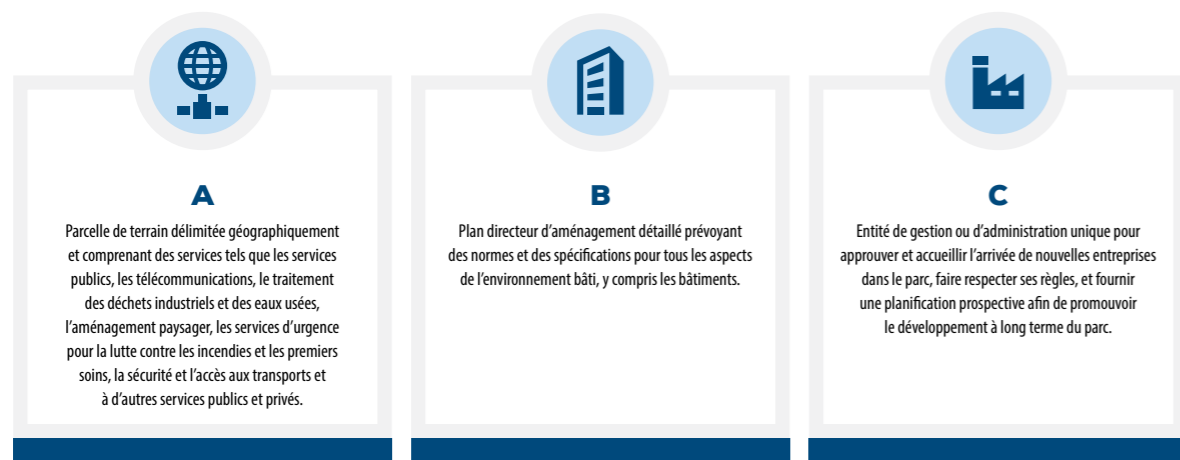 A
Parcelle de terrain délimitée géographiquement
et comprenant des services tels que les services
publics, les télécommunications, le traitement
des déchets industriels et des eaux usées,
l’aménagement paysager, les services d’urgence
pour la lutte contre les incendies et les premiers
soins, la sécurité et l’accès aux transports et
à d’autres services publics et privés.
B
Plan directeur d’aménagement détaillé prévoyant
des normes et des spécifications pour tous les aspects
de l’environnement bâti, y compris les bâtiments.
C
Entité de gestion ou d’administration unique pour
approuver et accueillir l’arrivée de nouvelles entreprises
dans le parc, faire respecter ses règles, et fournir
une planification prospective afin de promouvoir
le développement à long terme du parc.